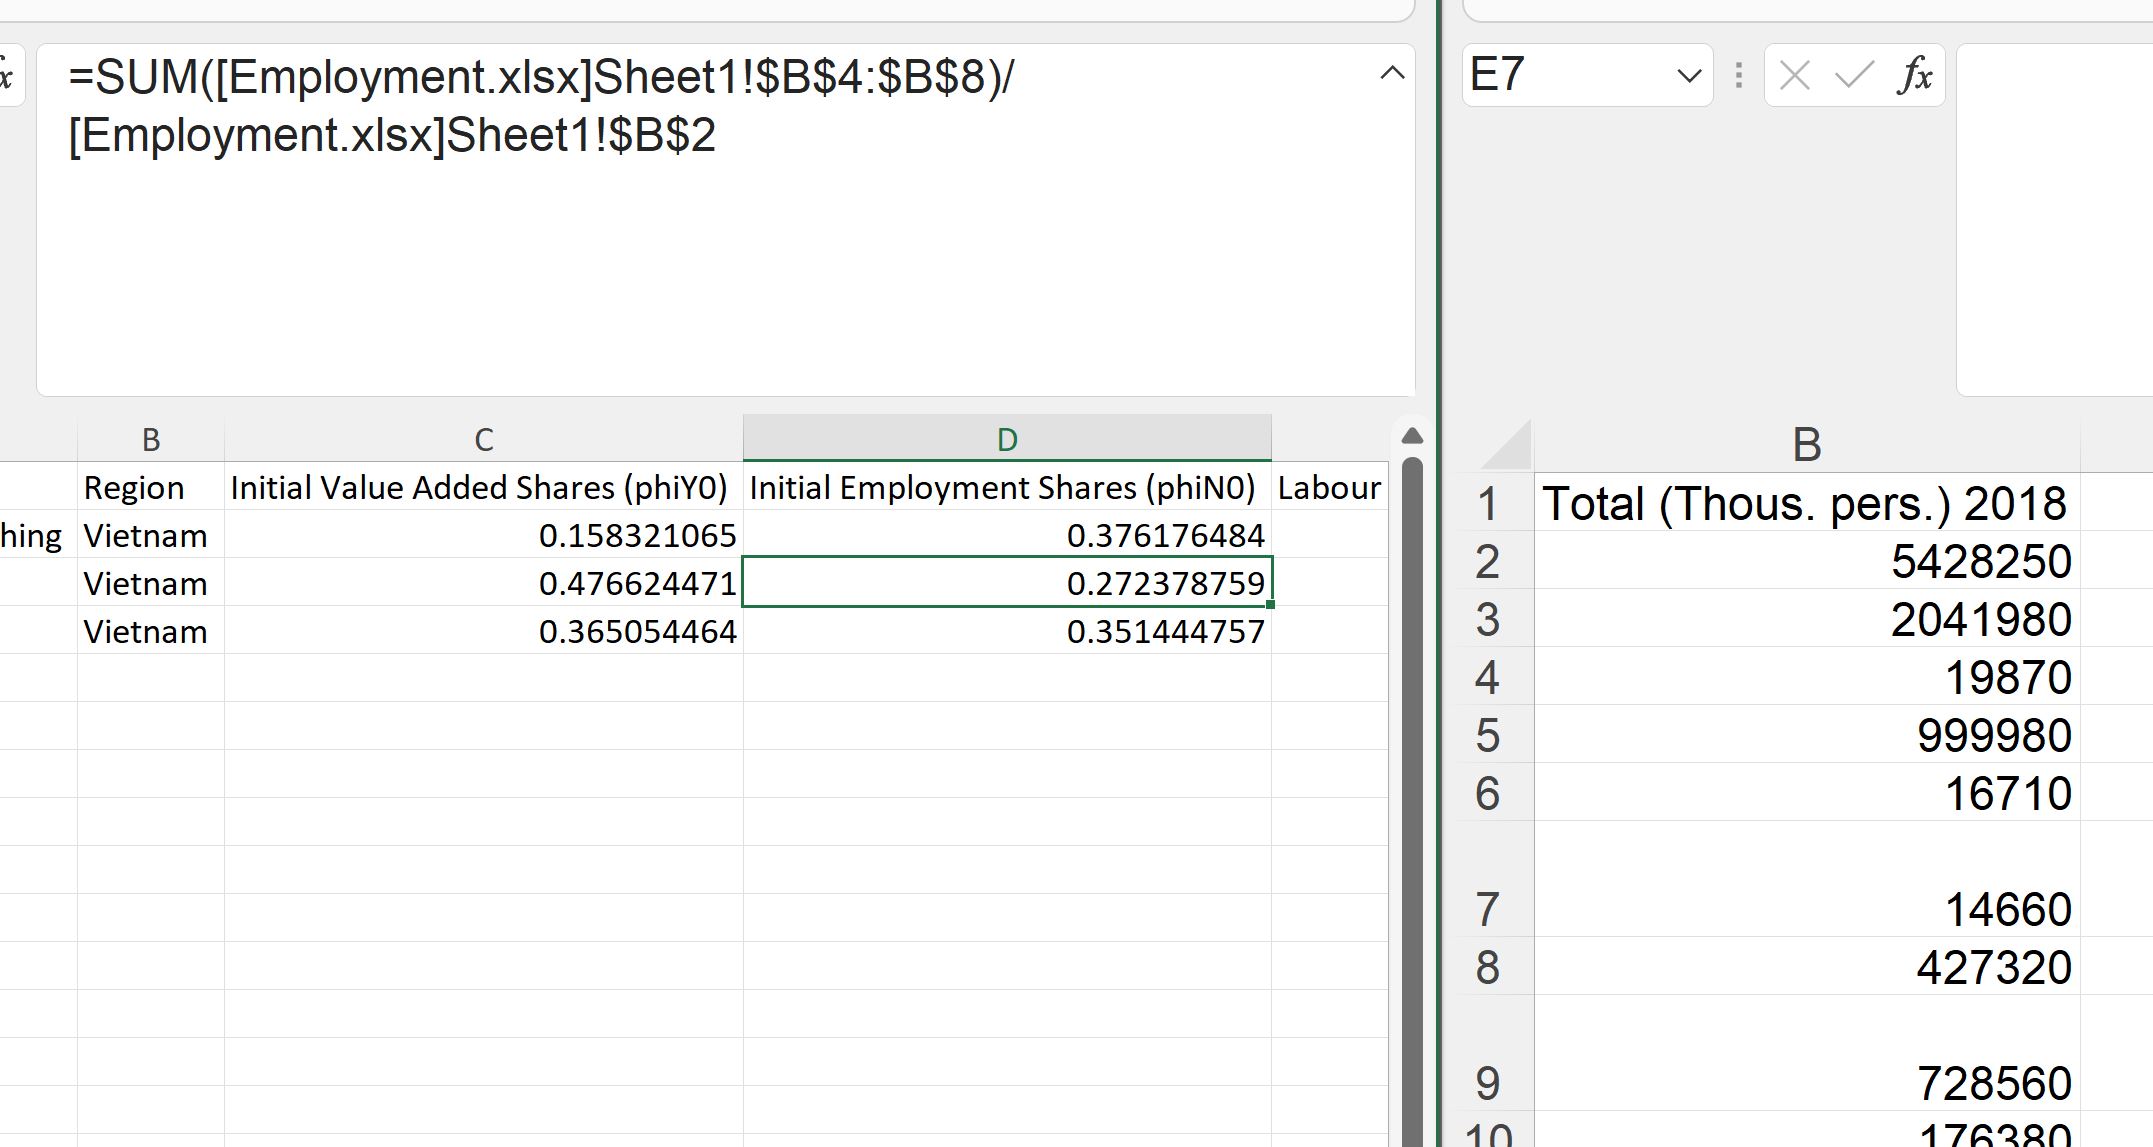 =SUM([Employment.xlsx]Sheet1!$B$4:$B$8)/
[Employment.xlsx]Sheet1!$B$2
E7
fx
B C D
Region Initial Value Added Shares (phiY0) Initial Employment Shares (phiN0) Labour
hing Vietnam 0.158321065 0.376176484
Vietnam 0.476624471 0.272378759
Vietnam 0.365054464 0.351444757
B
1 Total (Thous. pers.) 2018
2 5428250
3 2041980
4 19870
5 999980
6 16710
7 14660
8 427320
9 728560
10 176380